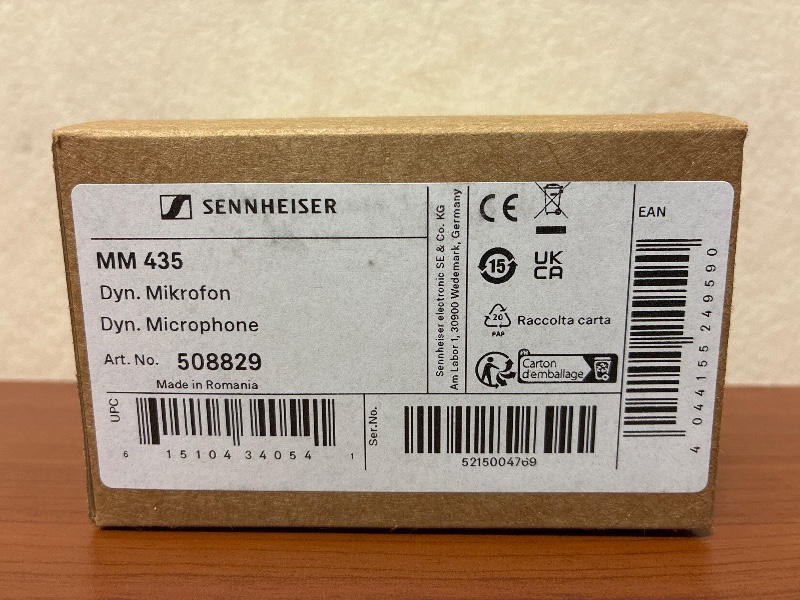 SENNHEISER
MM 435
Dyn. Mikrofon
Dyn. Microphone
Art. No. 508829
Made in Romania
UPC
6 15104 34054 1
Ser.No.
5215004769
Sennheiser electronic SE & Co. KG
Am Labor 1, 30900 Wedemark, Germany
CE
15
UK
CA
20
PAP
Raccolta carta
FR
Carton
d'emballage
EAN
4 044155 249590